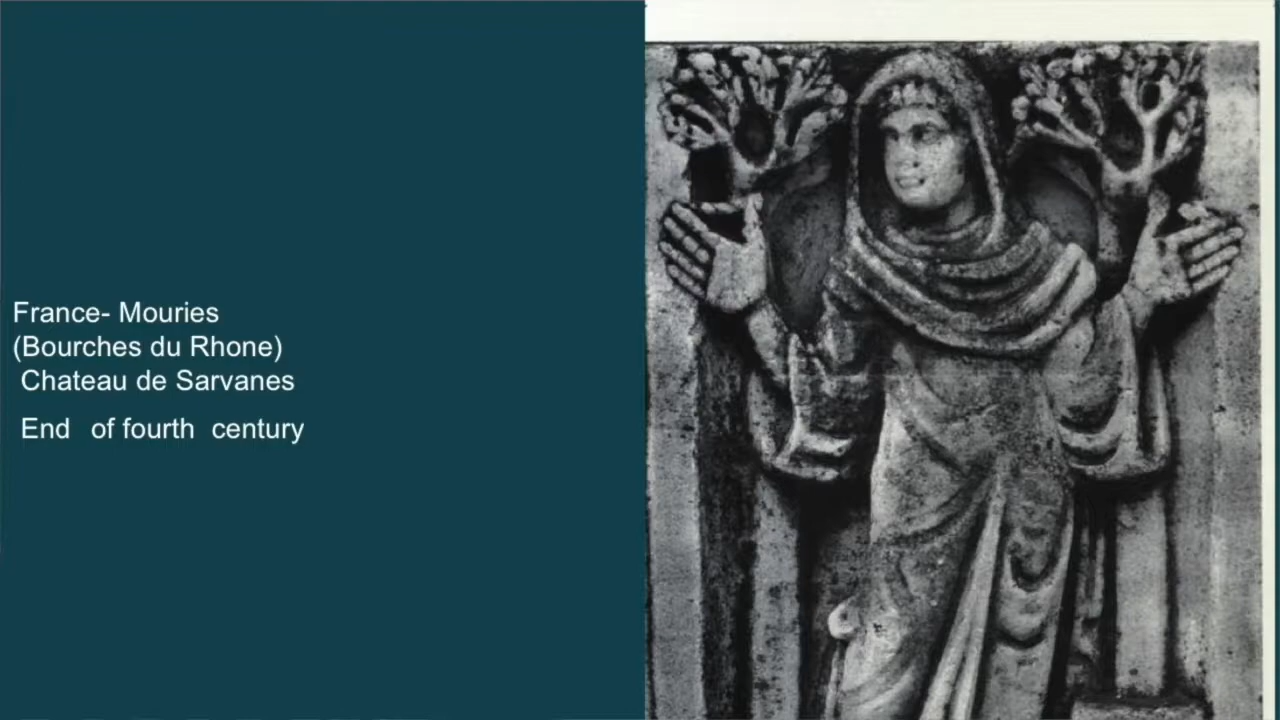 France- Mouries
(Bourches du Rhone)
Chateau de Sarvanes
End of fourth century